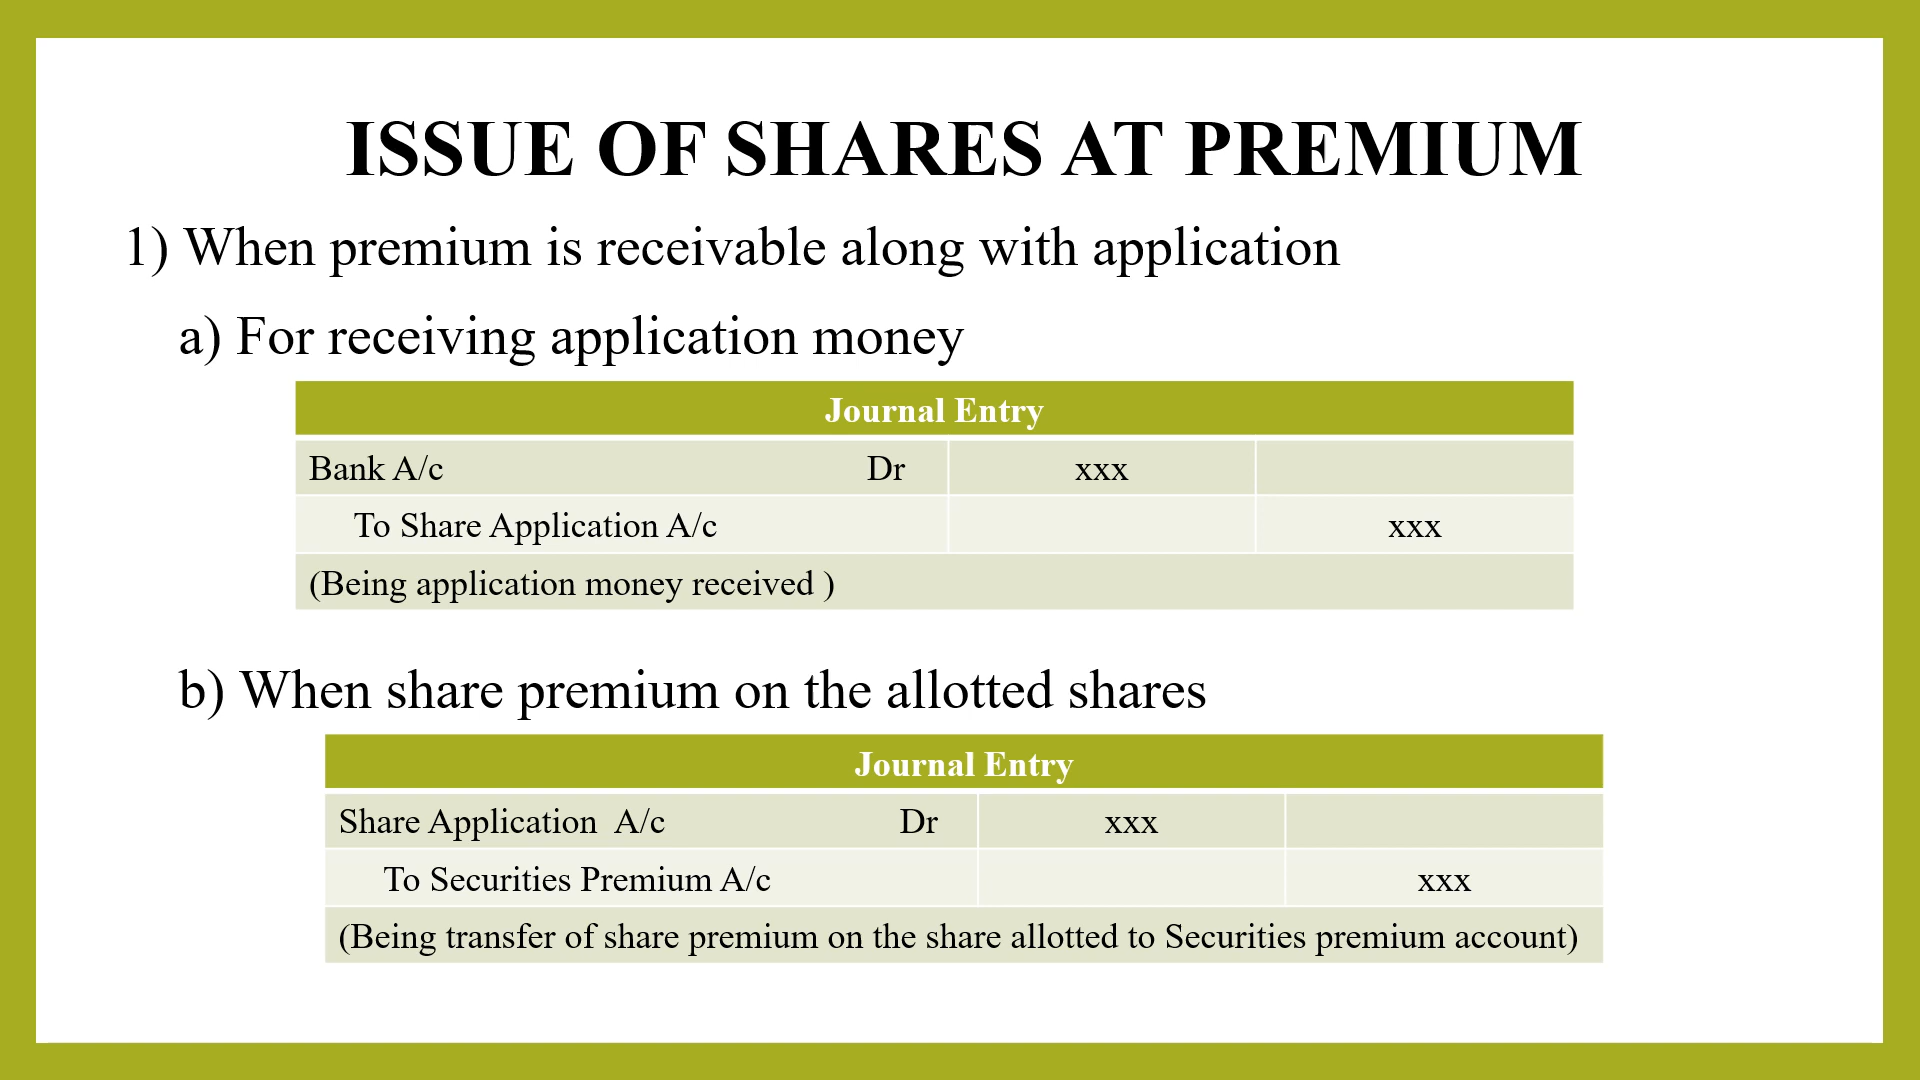 ISSUE OF SHARES AT PREMIUM
1) When premium is receivable along with application
a) For receiving application money
Journal Entry
Bank A/c Dr xxx
To Share Application A/c xxx
(Being application money received )
b) When share premium on the allotted shares
Journal Entry
Share Application A/c Dr xxx
To Securities Premium A/c xxx
(Being transfer of share premium on the share allotted to Securities premium account)